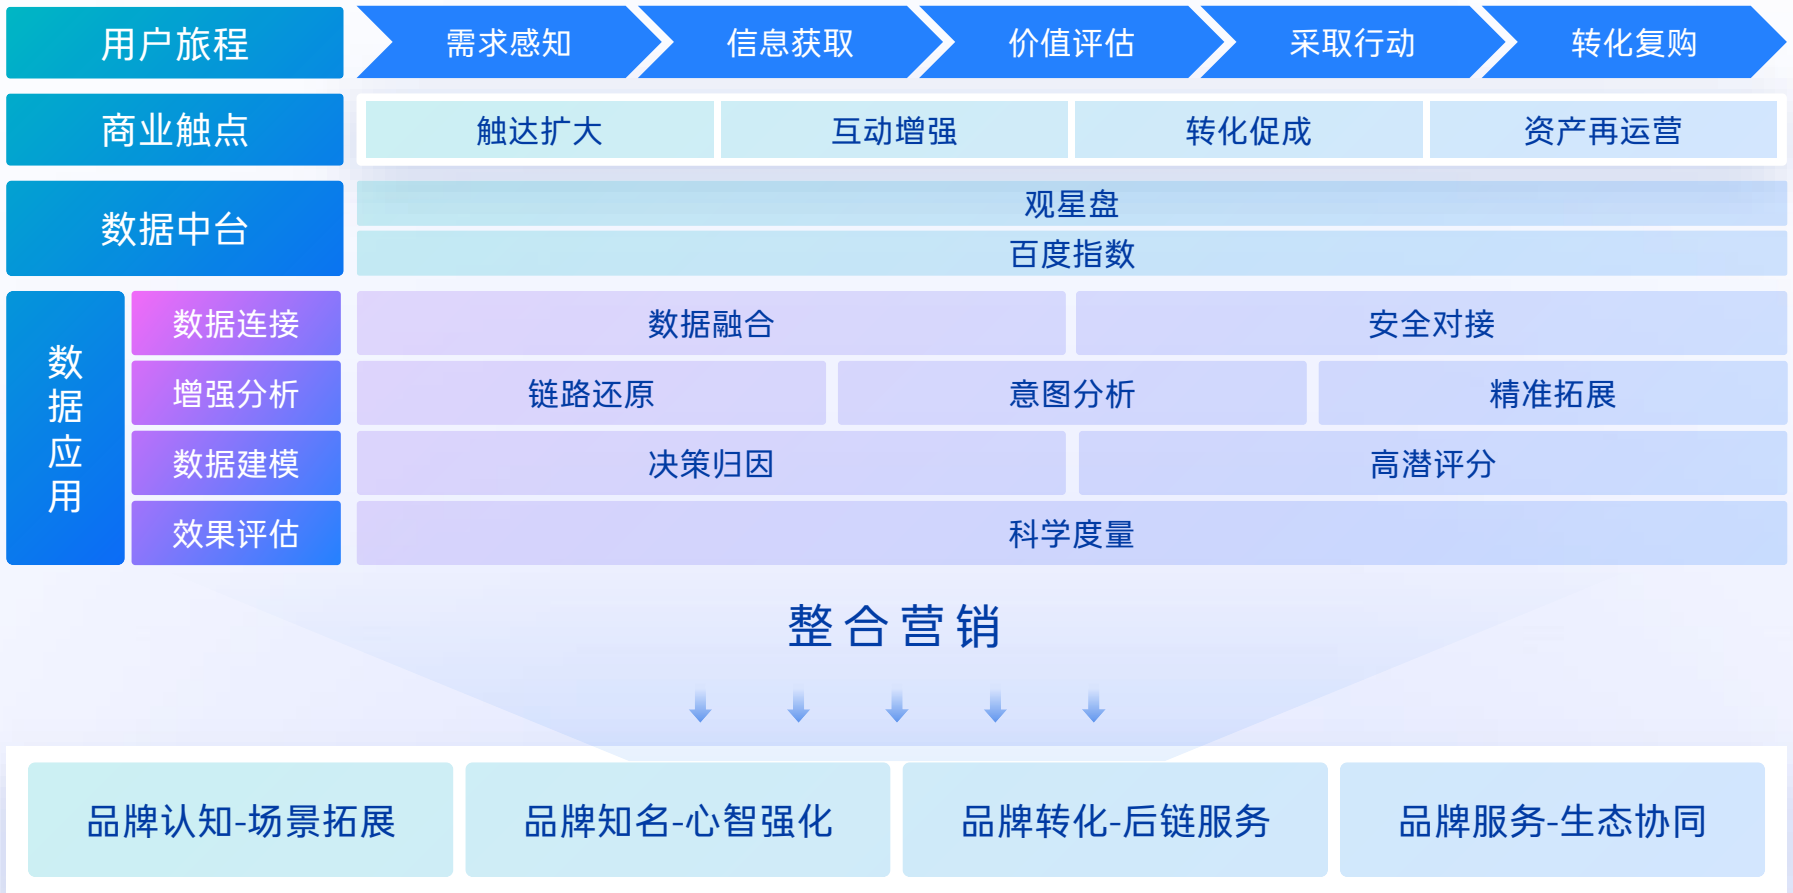 用户旅程
需求感知
信息获取
价值评估
采取行动
转化复购
商业触点
触达扩大
互动增强
转化促成
资产再运营
数据中台
观星盘
百度指数
数据应用
数据连接
数据融合
安全对接
增强分析
链路还原
意图分析
精准拓展
数据建模
决策归因
高潜评分
效果评估
科学度量
整合营销
品牌认知-场景拓展
品牌知名-心智强化
品牌转化-后链服务
品牌服务-生态协同